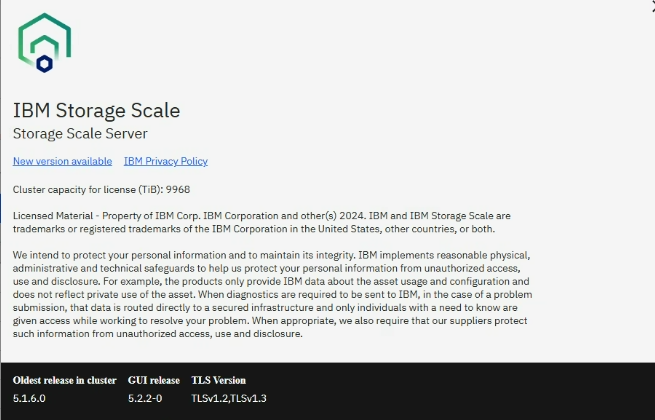 IBM Storage Scale
Storage Scale Server
New version available IBM Privacy Policy
Cluster capacity for license (TiB): 9968
Licensed Material - Property of IBM Corp. IBM Corporation and other(s) 2024. IBM and IBM Storage Scale are
trademarks or registered trademarks of the IBM Corporation in the United States, other countries, or both.
We intend to protect your personal information and to maintain its integrity. IBM implements reasonable physical,
administrative and technical safeguards to help us protect your personal information from unauthorized access,
use and disclosure. For example, the products only provide IBM data about the asset usage and configuration and
does not reflect private use of the asset. When diagnostics are required to be sent to IBM, in the case of a problem
submission, that data is routed directly to a secured infrastructure and only individuals with a need to know are
given access while working to resolve your problem. When appropriate, we also require that our suppliers protect
such information from unauthorized access, use and disclosure.
Oldest release in cluster GUI release TLS Version
5.1.6.0 5.2.2-0 TLSv1.2,TLSv1.3